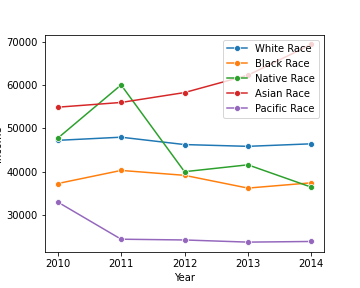 70000
60000
50000
40000
30000
2010 2011 2012 2013 2014
Year
White Race
Black Race
Native Race
Asian Race
Pacific Race